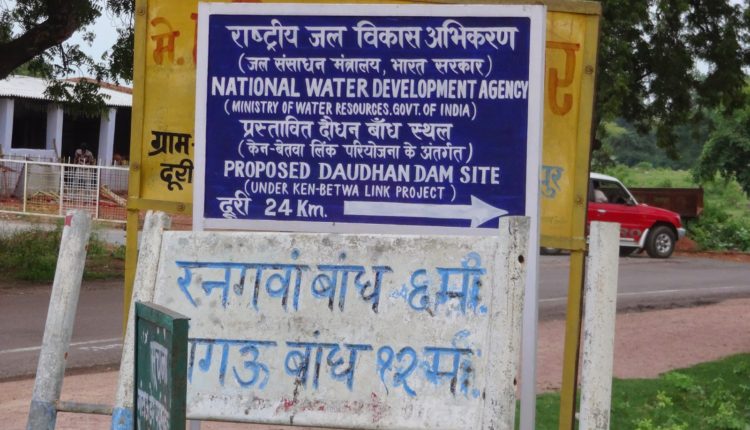 राष्ट्रीय जल विकास अभिकरण
(जल संसाधन मंत्रालय, भारत सरकार)
NATIONAL WATER DEVELOPMENT AGENCY
(MINISTRY OF WATER RESOURCES, GOVT. OF INDIA)
प्रस्तावित दौधन बाँध स्थल
(केन-बेतवा लिंक परियोजना के अंतर्गत)
PROPOSED DAUDHAN DAM SITE
(UNDER KEN-BETWA LINK PROJECT)
दूरी 24 Km.
मे.
ग्राम-
दूरी
पुर
रनगवां बांध ६मी.
गऊ बांध १२मी.